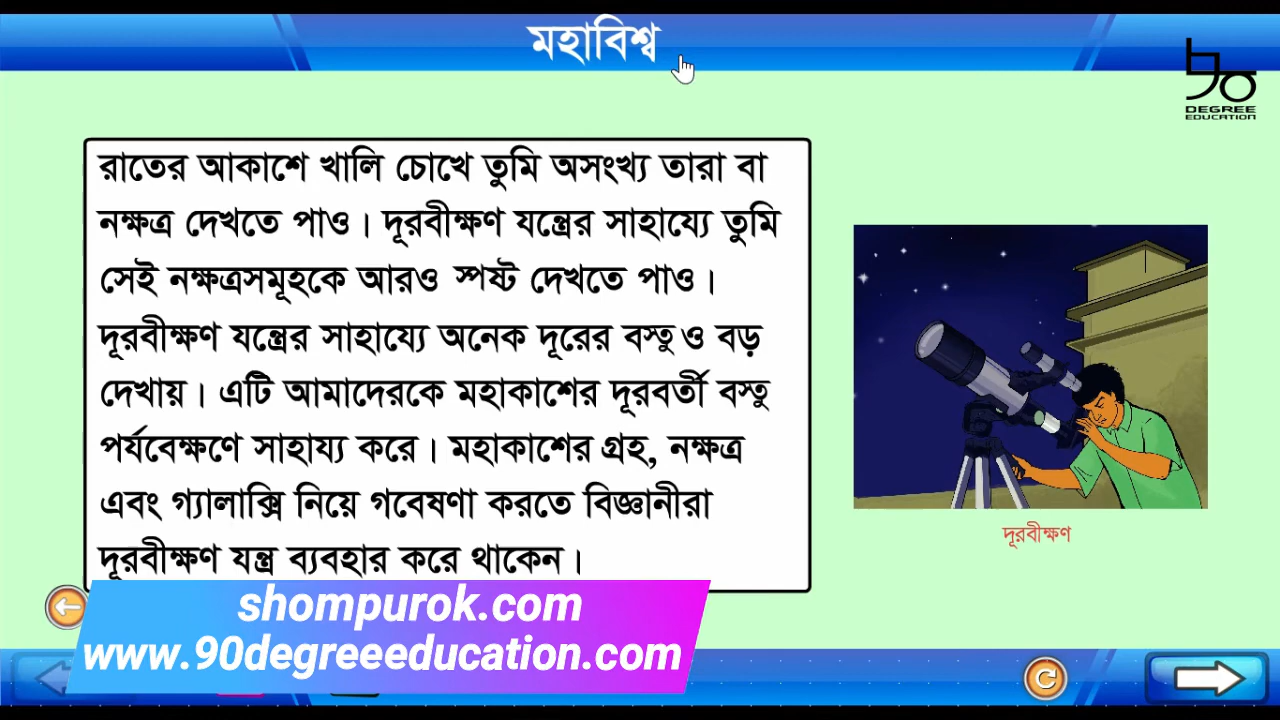 মহাবিশ্ব
৯০
DEGREE
EDUCATION
রাতের আকাশে খালি চোখে তুমি অসংখ্য তারা বা
নক্ষত্র দেখতে পাও। দূরবীক্ষণ যন্ত্রের সাহায্যে তুমি
সেই নক্ষত্রসমূহকে আরও স্পষ্ট দেখতে পাও।
দূরবীক্ষণ যন্ত্রের সাহায্যে অনেক দূরের বস্তুও বড়
দেখায়। এটি আমাদেরকে মহাকাশের দূরবর্তী বস্তু
পর্যবেক্ষণে সাহায্য করে। মহাকাশের গ্রহ, নক্ষত্র
এবং গ্যালাক্সি নিয়ে গবেষণা করতে বিজ্ঞানীরা
দূরবীক্ষণ যন্ত্র ব্যবহার করে থাকেন।
দূরবীক্ষণ
shompurok.com
www.90degreeeducation.com